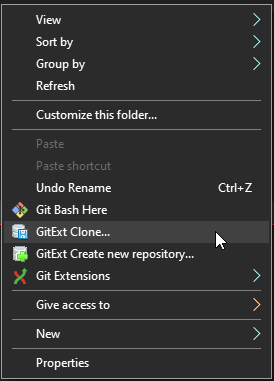 View
Sort by
Group by
Refresh
Customize this folder...
Paste
Paste shortcut
Undo Rename Ctrl+Z
Git Bash Here
GitExt Clone...
GitExt Create new repository...
Git Extensions
Give access to
New
Properties